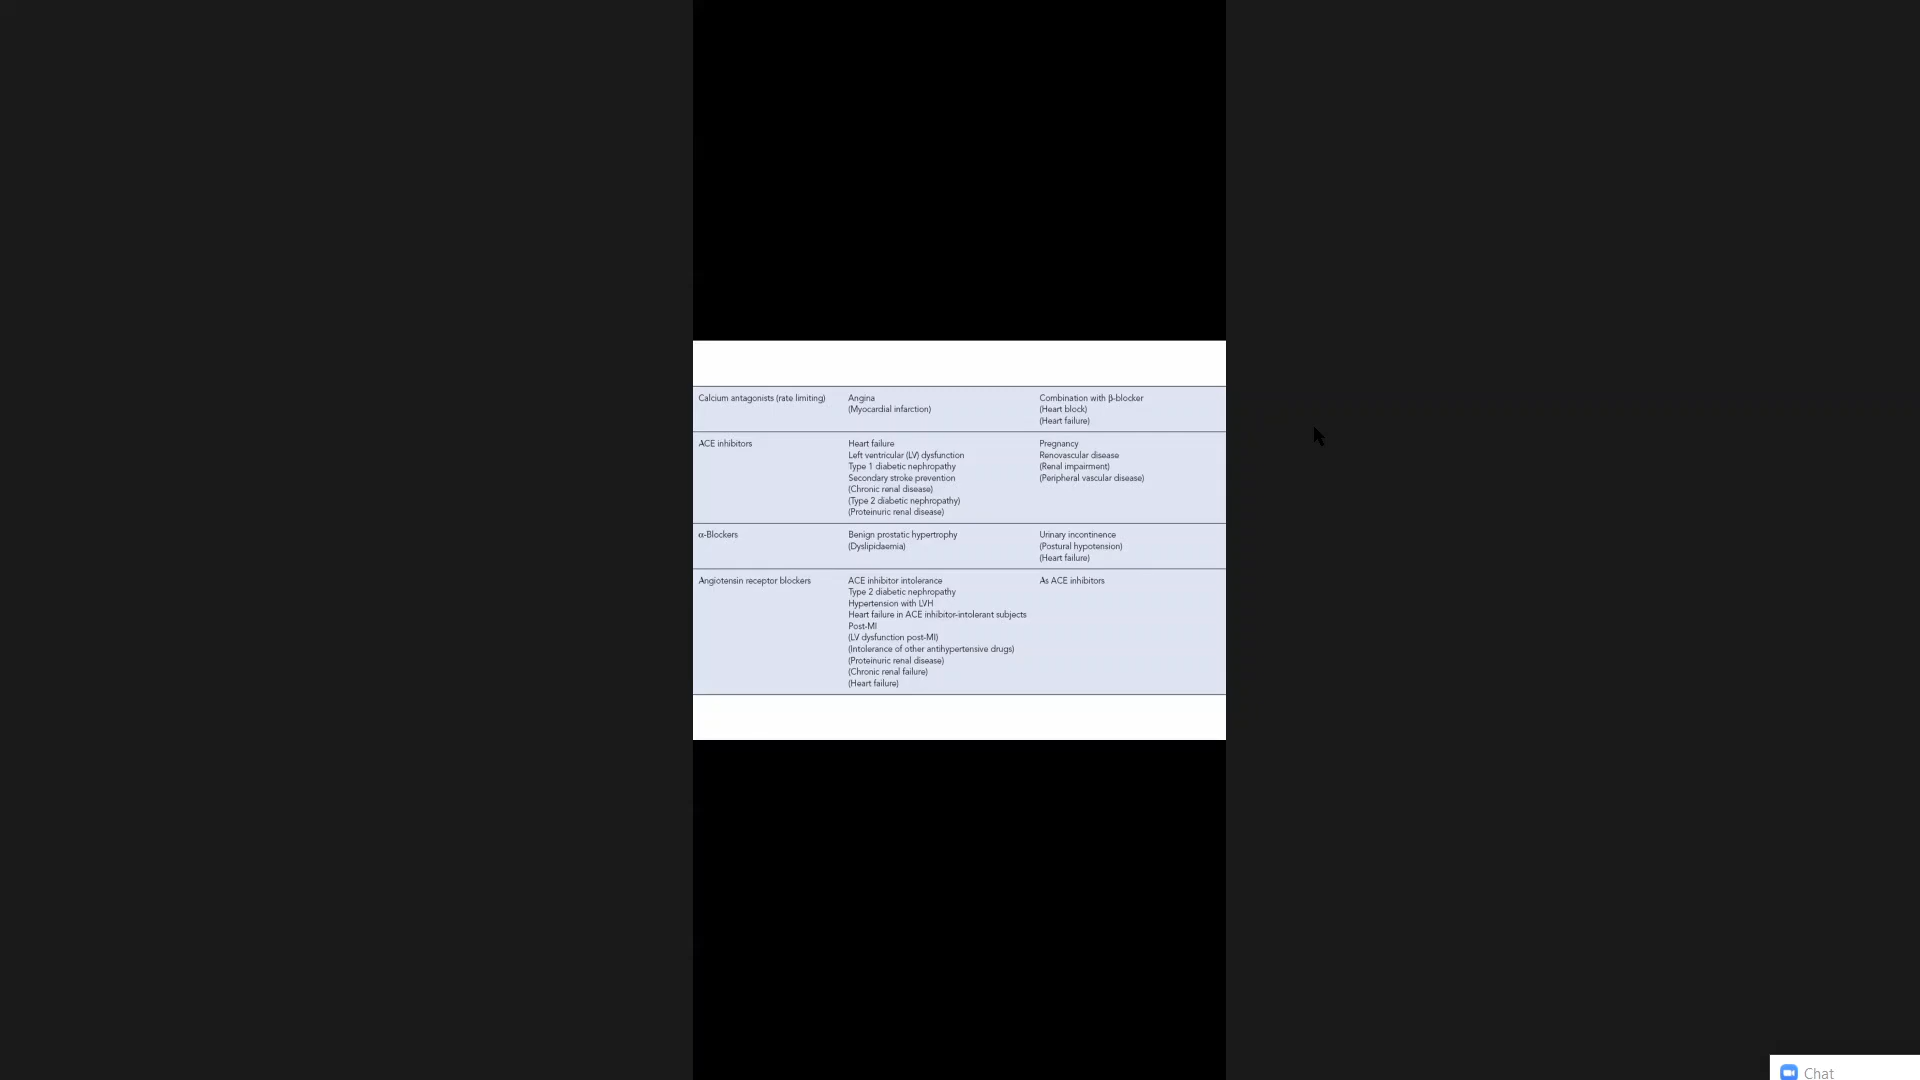 Calcium antagonists (rate limiting) Angina Combination with β-blocker
(Myocardial infarction) (Heart block)
(Heart failure)
ACE inhibitors Heart failure Pregnancy
Left ventricular (LV) dysfunction Renovascular disease
Type 1 diabetic nephropathy (Renal impairment)
Secondary stroke prevention (Peripheral vascular disease)
(Chronic renal disease)
(Type 2 diabetic nephropathy)
(Proteinuric renal disease)
α-Blockers Benign prostatic hypertrophy Urinary incontinence
(Dyslipidaemia) (Postural hypotension)
(Heart failure)
Angiotensin receptor blockers ACE inhibitor intolerance As ACE inhibitors
Type 2 diabetic nephropathy
Hypertension with LVH
Heart failure in ACE inhibitor-intolerant subjects
Post-MI
(LV dysfunction post-MI)
(Intolerance of other antihypertensive drugs)
(Proteinuric renal disease)
(Chronic renal failure)
(Heart failure)
Chat